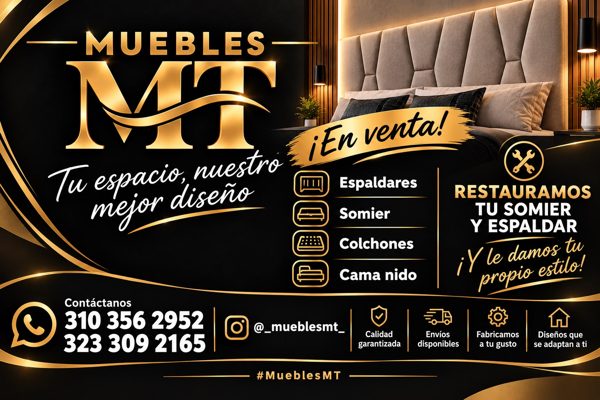 MUEBLES
MT
Tu espacio, nuestro
mejor diseño
¡En venta!
Espaldares
Somier
Colchones
Cama nido
RESTAURAMOS
TU SOMIER
Y ESPALDAR
¡Y le damos tu
propio estilo!
Contáctanos
310 356 2952
323 309 2165
@_mueblesmt_
Calidad
garantizada
Envíos
disponibles
Fabricamos
a tu gusto
Diseños que
se adaptan a ti
#MueblesMT